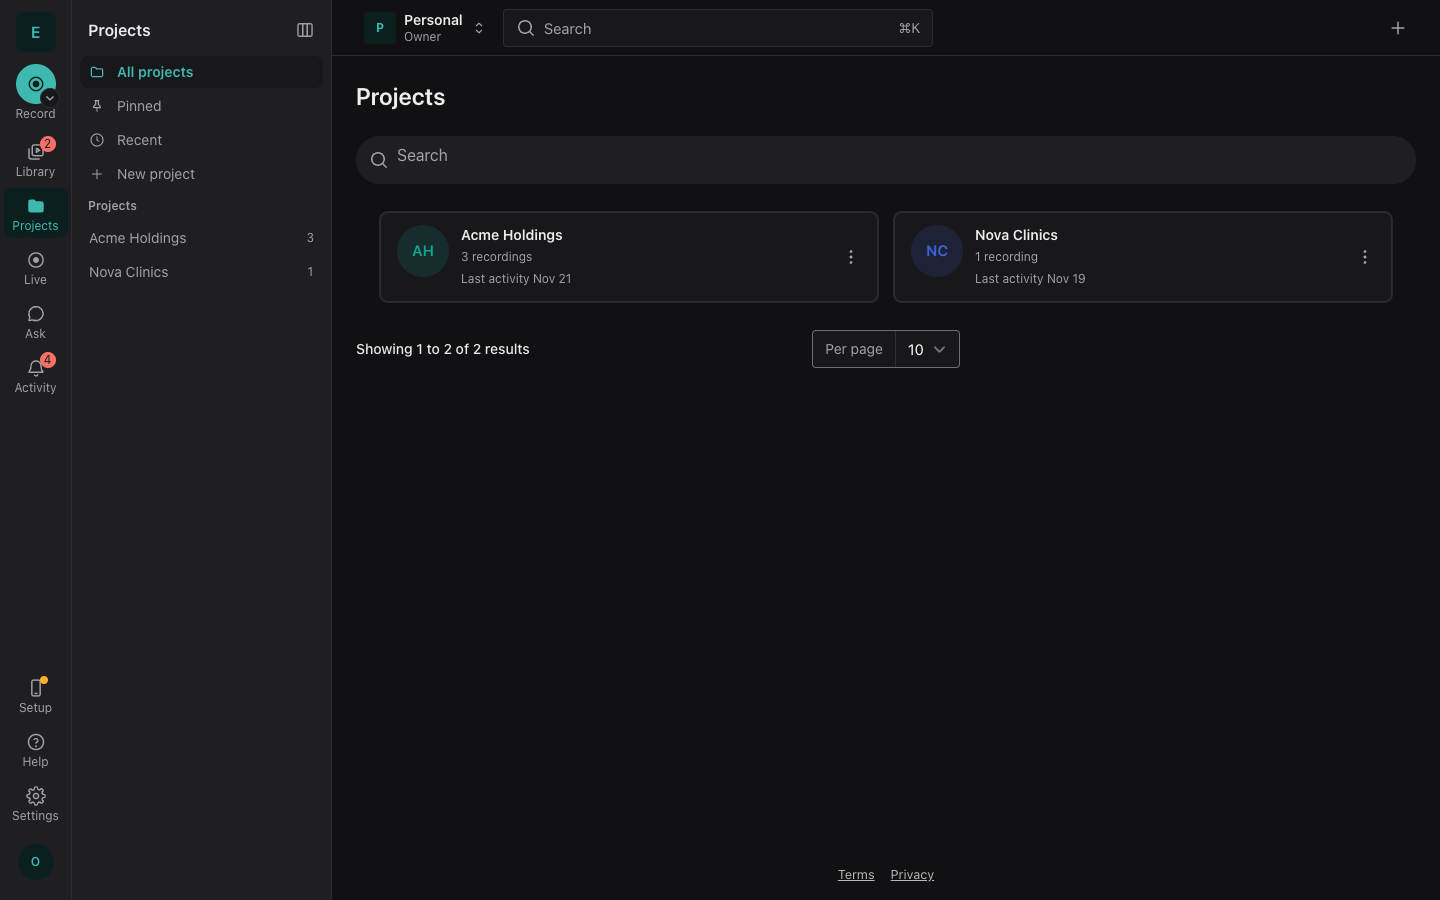 E
Record
2
Library
Projects
Live
Ask
4
Activity
Setup
Help
Settings
O
Projects
All projects
Pinned
Recent
New project
Projects
Acme Holdings 3
Nova Clinics 1
P
Personal
Owner
Search ⌘K
Projects
Search
AH
Acme Holdings
3 recordings
Last activity Nov 21
NC
Nova Clinics
1 recording
Last activity Nov 19
Showing 1 to 2 of 2 results
Per page 10
Terms Privacy